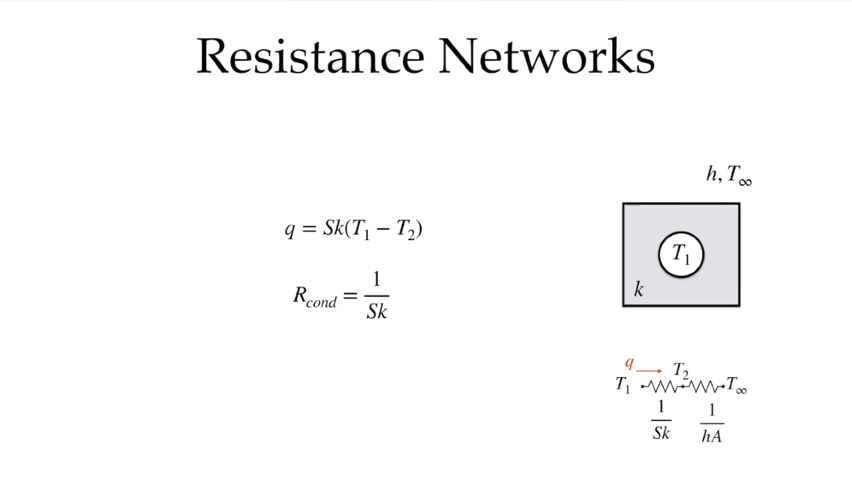 Resistance Networks
h, T∞
q = Sk(T₁ − T₂)
T₁
R_cond = 1/Sk
k
q
T₂
T₁
T∞
1/Sk
1/hA